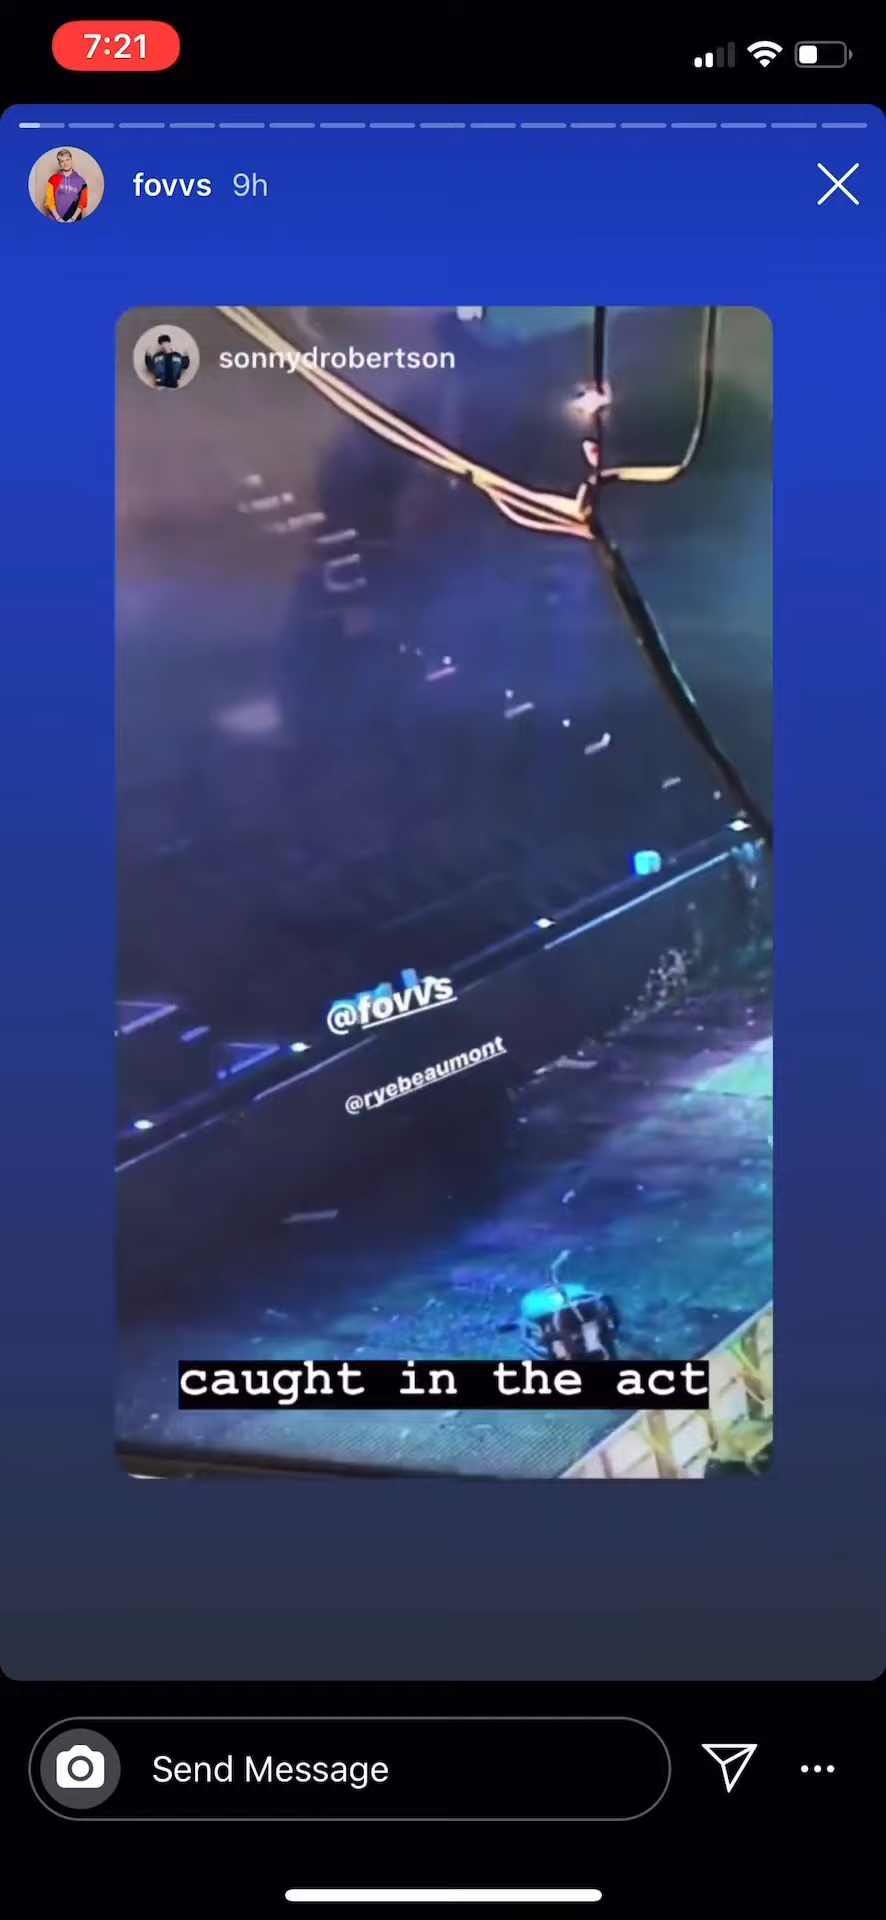 7:21
fovvs 9h
sonnydrobertson
@fovvs
@ryebeaumont
caught in the act
Send Message